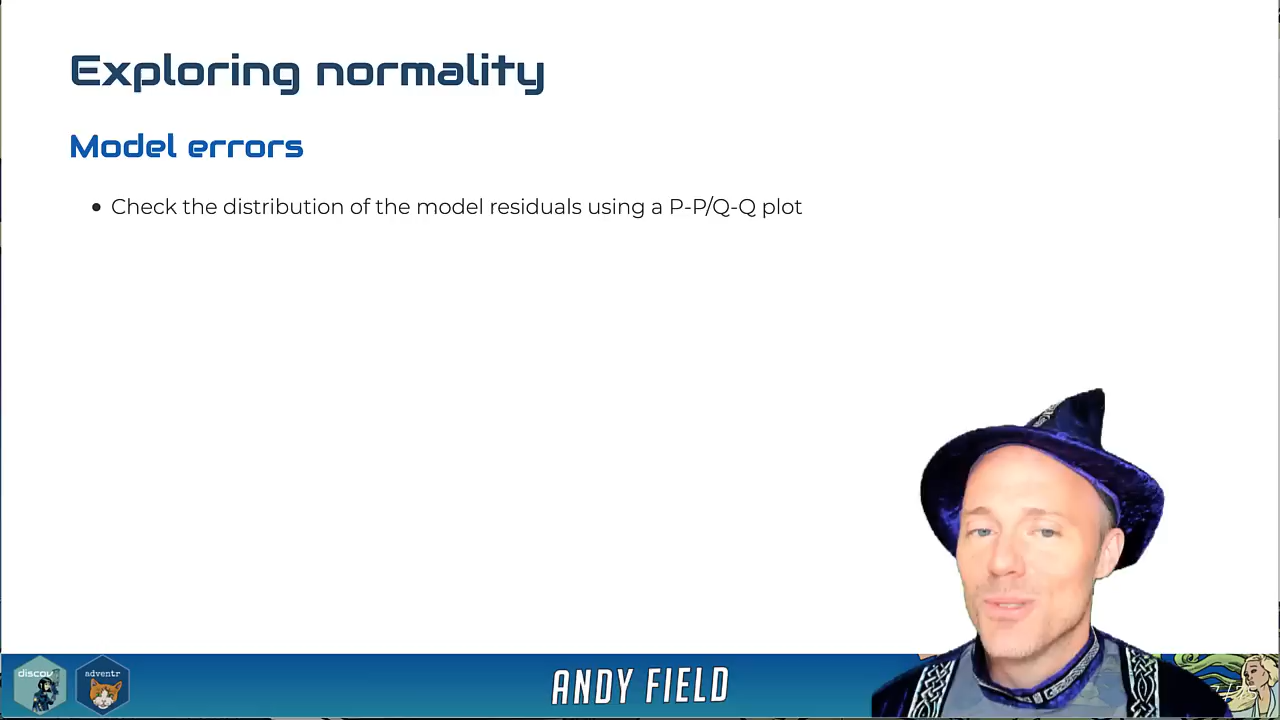 Exploring normality
Model errors
Check the distribution of the model residuals using a P-P/Q-Q plot
discov
adventr
ANDY FIELD